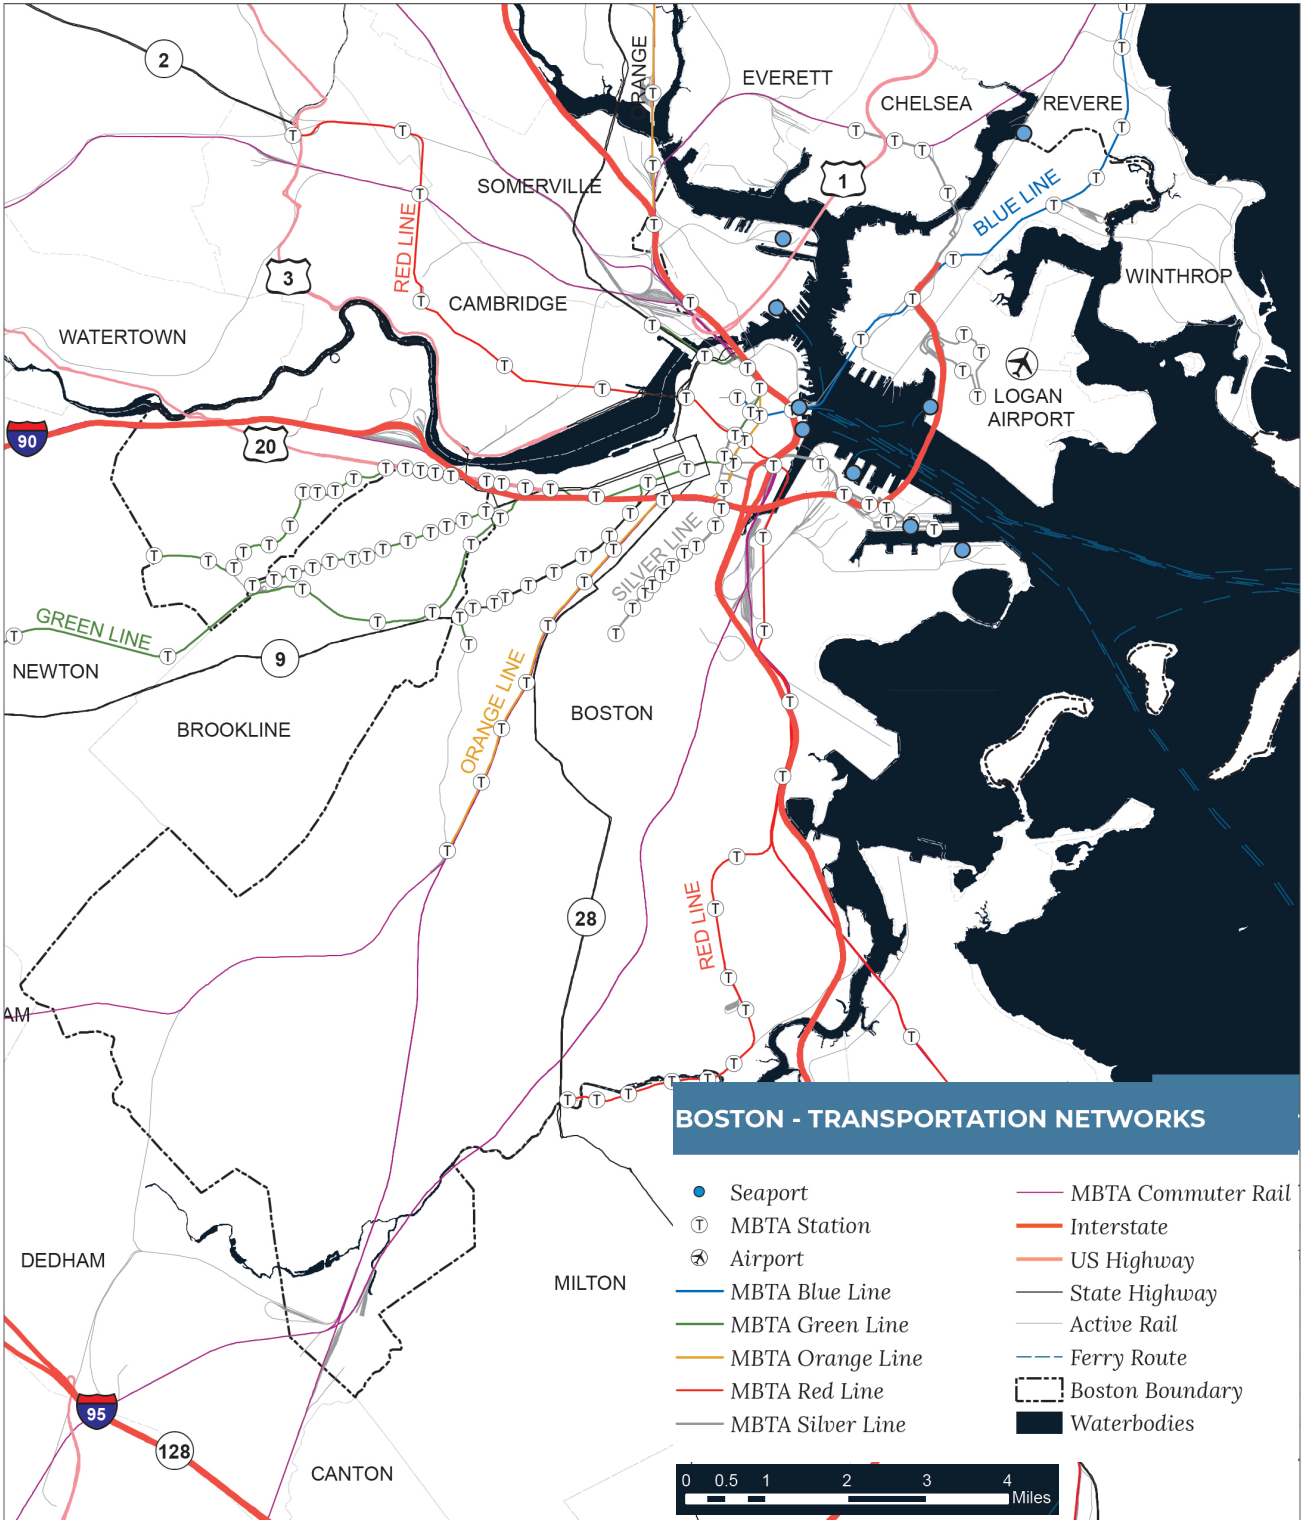 2
ORANGE
EVERETT
CHELSEA
REVERE
SOMERVILLE
1
BLUE LINE
RED LINE
3
WINTHROP
CAMBRIDGE
WATERTOWN
LOGAN
AIRPORT
90
20
SILVER LINE
GREEN LINE
9
NEWTON
ORANGE LINE
BOSTON
BROOKLINE
28
RED LINE
AM
DEDHAM
MILTON
95
128
CANTON
BOSTON - TRANSPORTATION NETWORKS
Seaport
T MBTA Station
Airport
MBTA Blue Line
MBTA Green Line
MBTA Orange Line
MBTA Red Line
MBTA Silver Line
MBTA Commuter Rail
Interstate
US Highway
State Highway
Active Rail
Ferry Route
Boston Boundary
Waterbodies
0 0.5 1 2 3 4
Miles